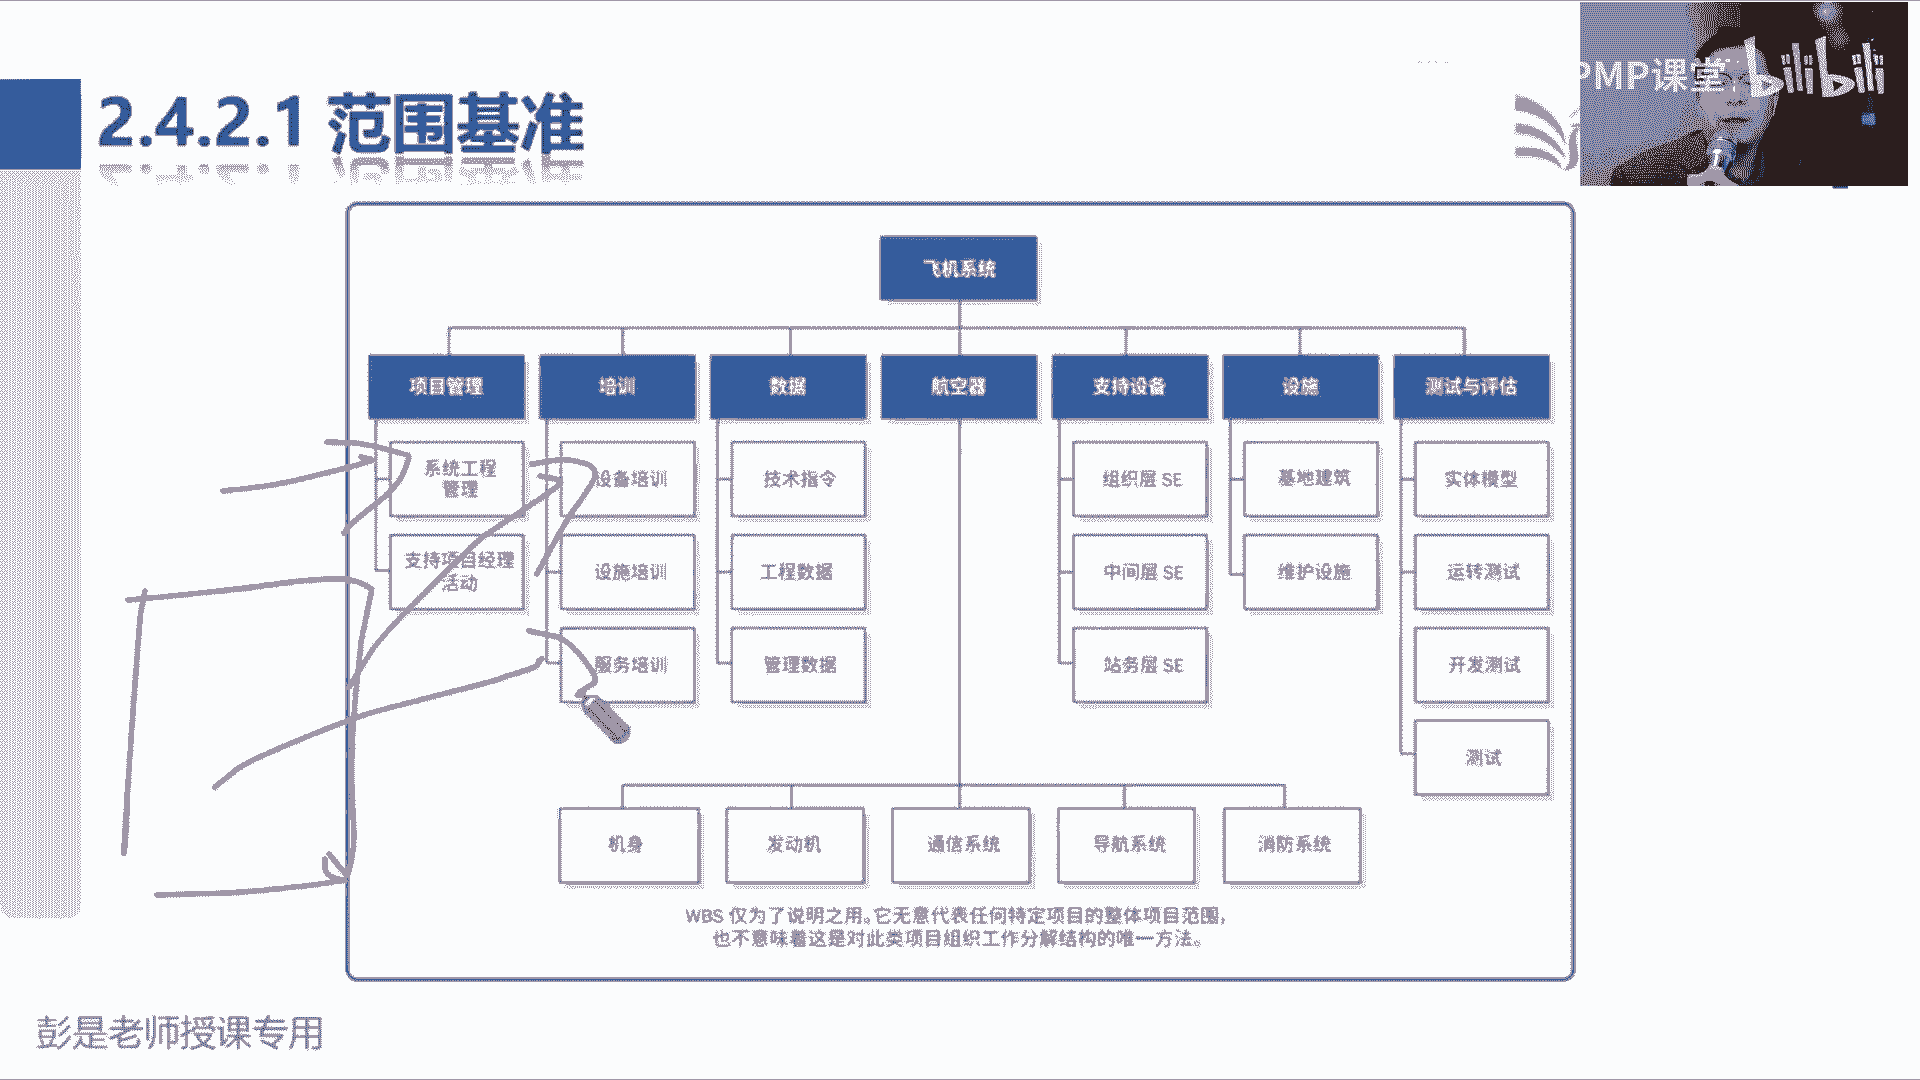 PMP课堂 bilibili
2.4.2.1 范围基准
飞机系统
项目管理
培训
数据
航空器
支持设备
设施
测试与评估
系统工程
管理
支持项目经理
活动
设备培训
设施培训
服务培训
技术指令
工程数据
管理数据
组织层 SE
中间层 SE
站务层 SE
基地建筑
维护设施
实体模型
运转测试
开发测试
测试
机身
发动机
通信系统
导航系统
消防系统
WBS 仅为了说明之用。它无意代表任何特定项目的整体项目范围，
也不意味着这是对此类项目组织工作分解结构的唯一方法。
彭是老师授课专用